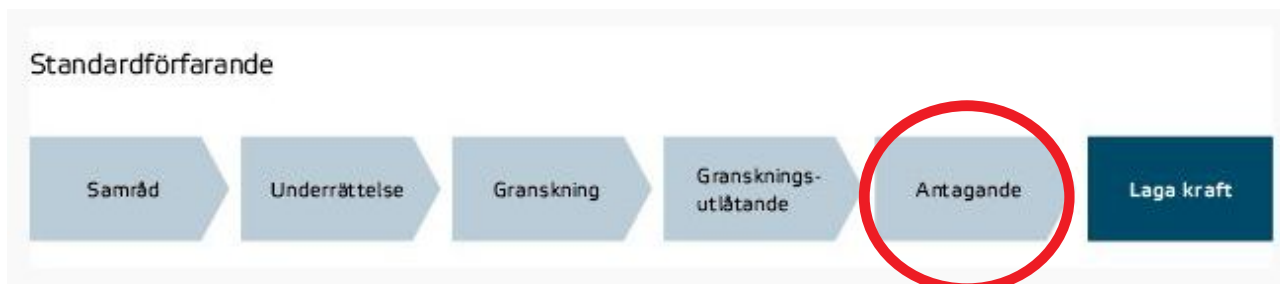 Standardförfarande
Samråd
Underrättelse
Granskning
Gransknings-
utlåtande
Antagande
Laga kraft